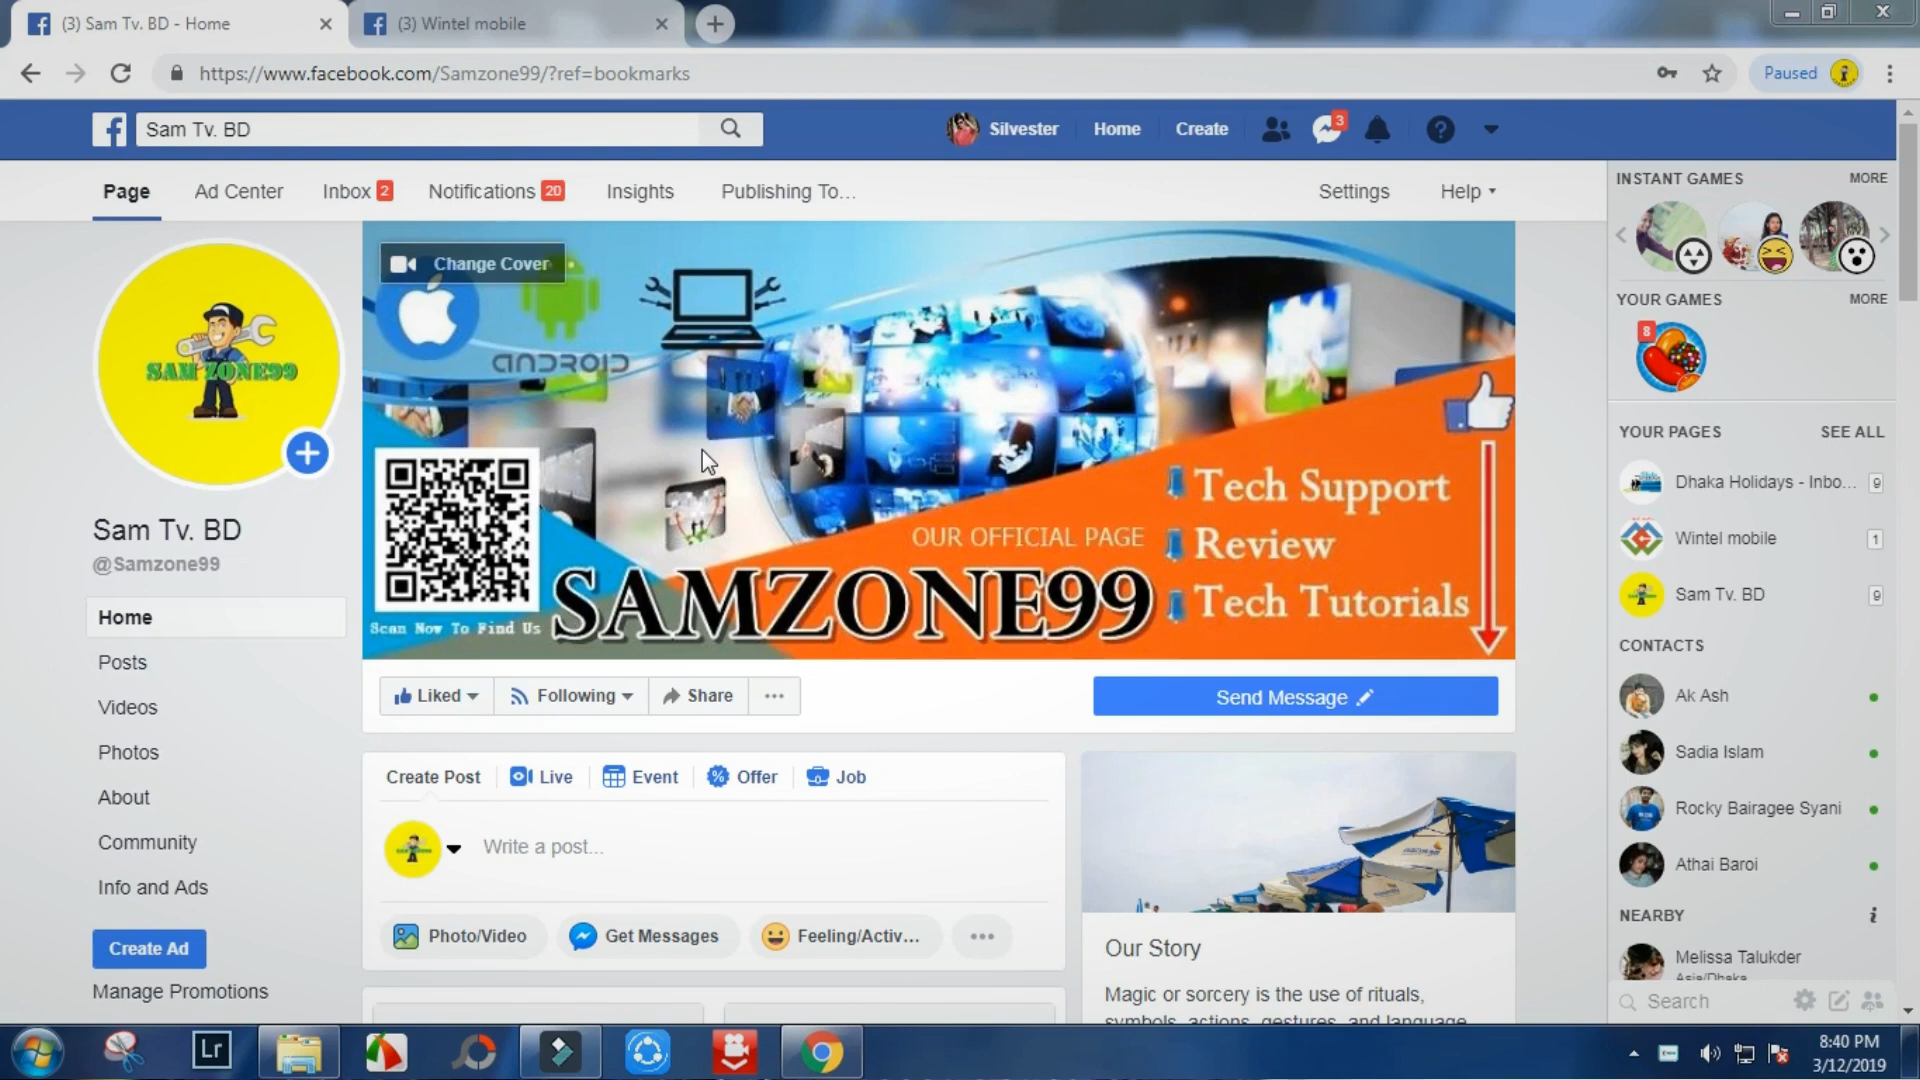 (3) Sam Tv. BD - Home
(3) Wintel mobile
https://www.facebook.com/Samzone99/?ref=bookmarks
Paused
Sam Tv. BD
Silvester
Home
Create
3
Page
Ad Center
Inbox 2
Notifications 20
Insights
Publishing To...
Settings
Help
SAM ZONE99
Sam Tv. BD
@Samzone99
Home
Posts
Videos
Photos
About
Community
Info and Ads
Create Ad
Manage Promotions
Change Cover
ANDROID
Scan Now To Find Us
OUR OFFICIAL PAGE
SAMZONE99
Tech Support
Review
Tech Tutorials
Liked
Following
Share
Send Message
Create Post
Live
Event
Offer
Job
Write a post...
Photo/Video
Get Messages
Feeling/Activ...
Our Story
Magic or sorcery is the use of rituals,
symbols, actions, gestures, and language
INSTANT GAMES
MORE
YOUR GAMES
MORE
8
YOUR PAGES
SEE ALL
Dhaka Holidays - Inbo... 9
Wintel mobile 1
Sam Tv. BD 9
CONTACTS
Ak Ash
Sadia Islam
Rocky Bairagee Syani
Athai Baroi
NEARBY
Melissa Talukder
Asia/Dhaka
Search
Lr
8:40 PM
3/12/2019